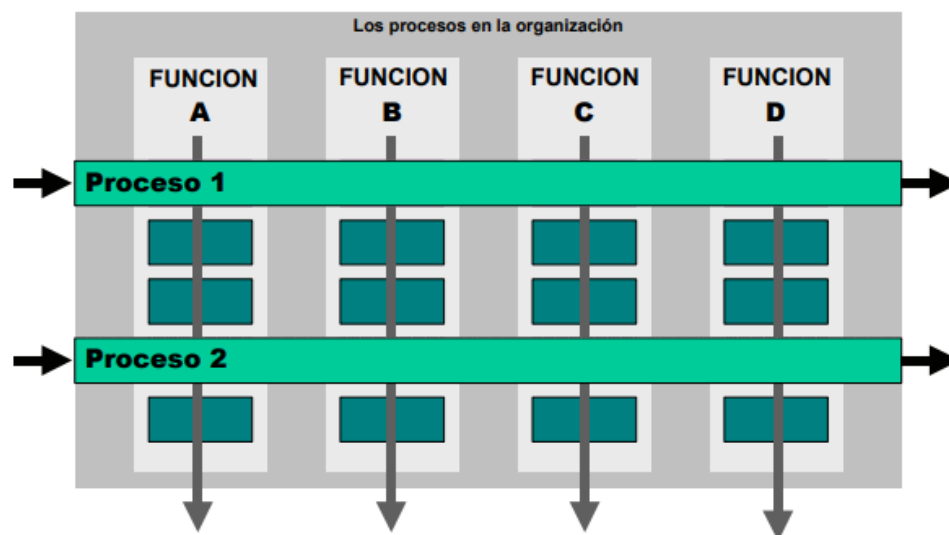 Los procesos en la organización
FUNCION
A
FUNCION
B
FUNCION
C
FUNCION
D
Proceso 1
Proceso 2